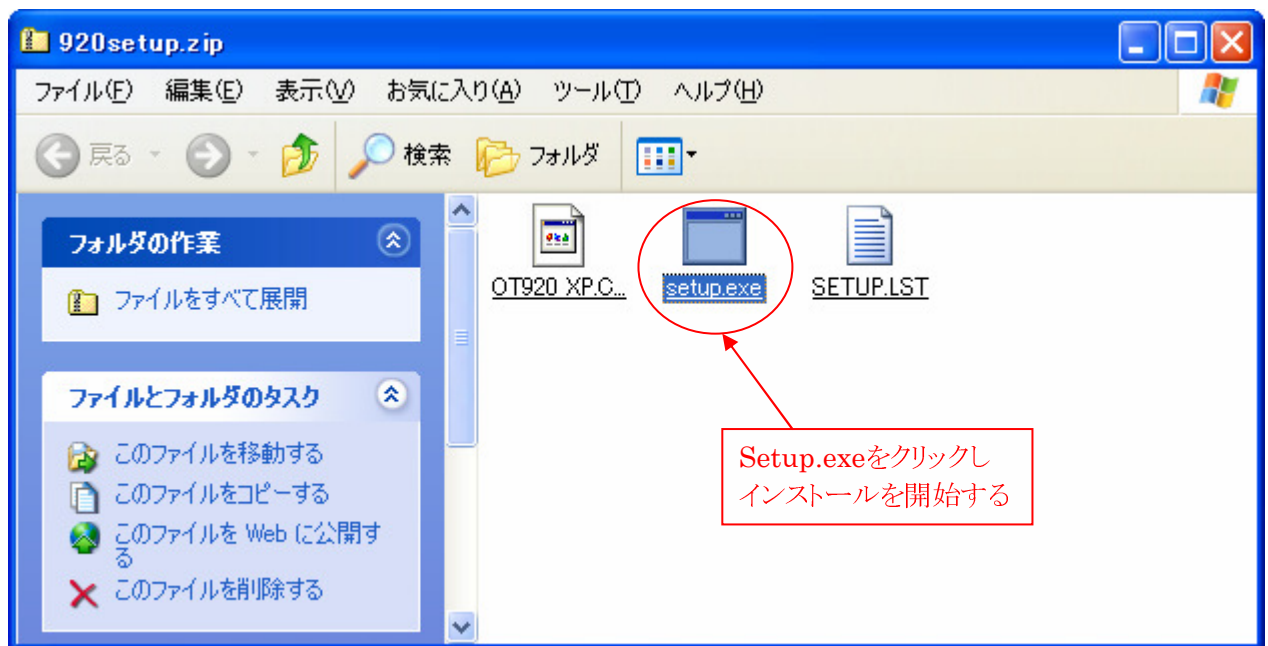 920setup.zip
ファイル(F) 編集(E) 表示(V) お気に入り(A) ツール(T) ヘルプ(H)
戻る 検索 フォルダ
フォルダの作業
ファイルをすべて展開
ファイルとフォルダのタスク
このファイルを移動する
このファイルをコピーする
このファイルを Web に公開す
る
このファイルを削除する
OT920 XP.C... setup.exe SETUP.LST
Setup.exeをクリックし
インストールを開始する